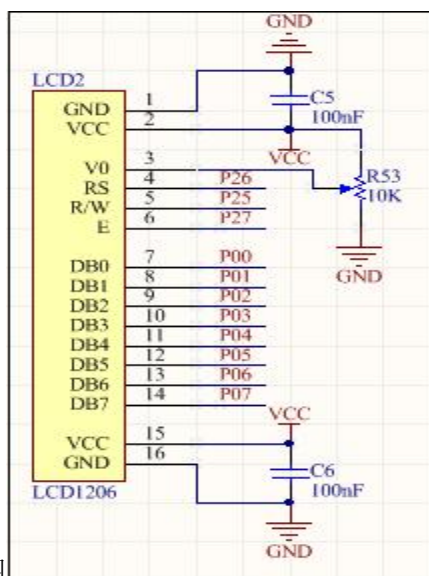 GND
LCD2
GND 1
VCC 2
C5
100nF
VCC
V0 3
RS 4 P26
R/W 5 P25
E 6 P27
R53
10K
GND
DB0 7 P00
DB1 8 P01
DB2 9 P02
DB3 10 P03
DB4 11 P04
DB5 12 P05
DB6 13 P06
DB7 14 P07
VCC
VCC 15
GND 16
C6
100nF
LCD1206
GND